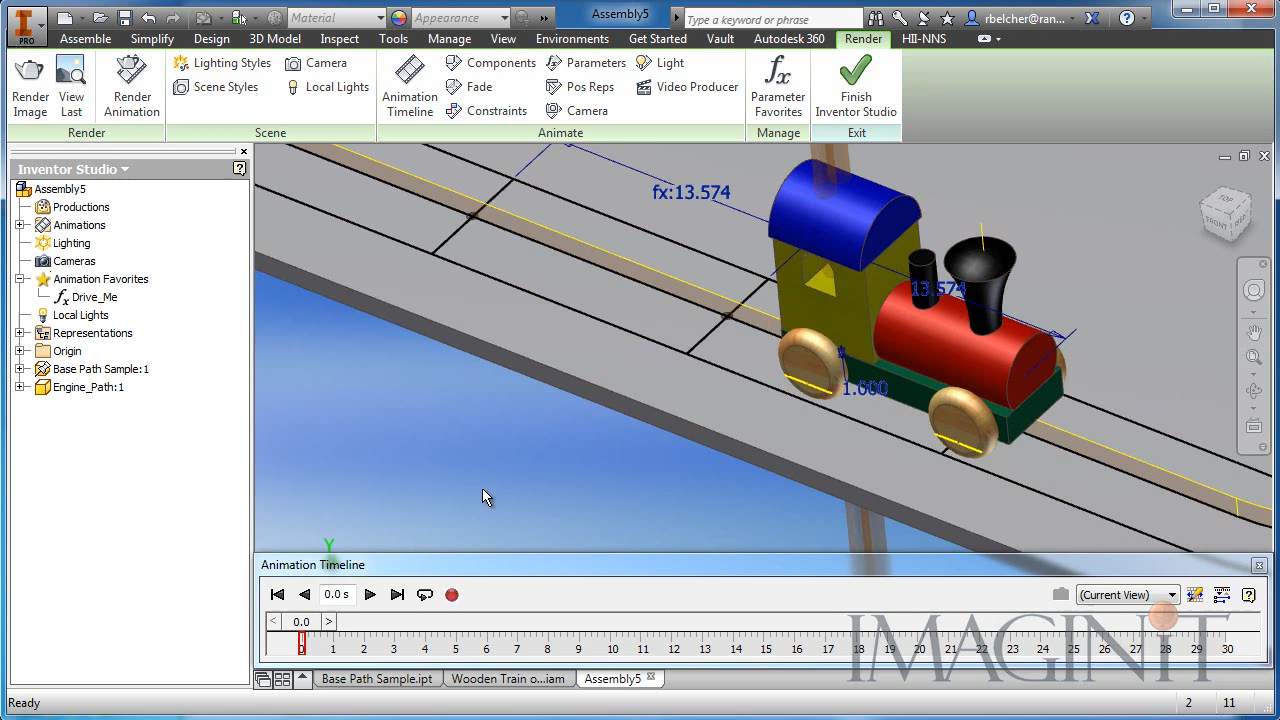 I PRO Material Appearance Assembly5 Type a keyword or phrase rbelcher@ran...
Assemble Simplify Design 3D Model Inspect Tools Manage View Environments Get Started Vault Autodesk 360 Render HII-NNS
Render Image
View Last
Render Animation
Render
Lighting Styles Camera
Scene Styles Local Lights
Scene
Animation Timeline
Components Parameters Light
Fade Pos Reps Video Producer
Constraints Camera
Animate
fx
Parameter Favorites
Manage
Finish Inventor Studio
Exit
Inventor Studio
Assembly5
Productions
Animations
Lighting
Cameras
Animation Favorites
fx Drive_Me
Local Lights
Representations
Origin
Base Path Sample:1
Engine_Path:1
fx:13.574
13.574
1.000
TOP
FRONT
Y
Animation Timeline
0.0 s (Current View)
< 0.0 >
0 1 2 3 4 5 6 7 8 9 10 11 12 13 14 15 16 17 18 19 20 21 22 23 24 25 26 27 28 29 30
IMAGINiT
Base Path Sample.ipt Wooden Train o...iam Assembly5
Ready 2 11